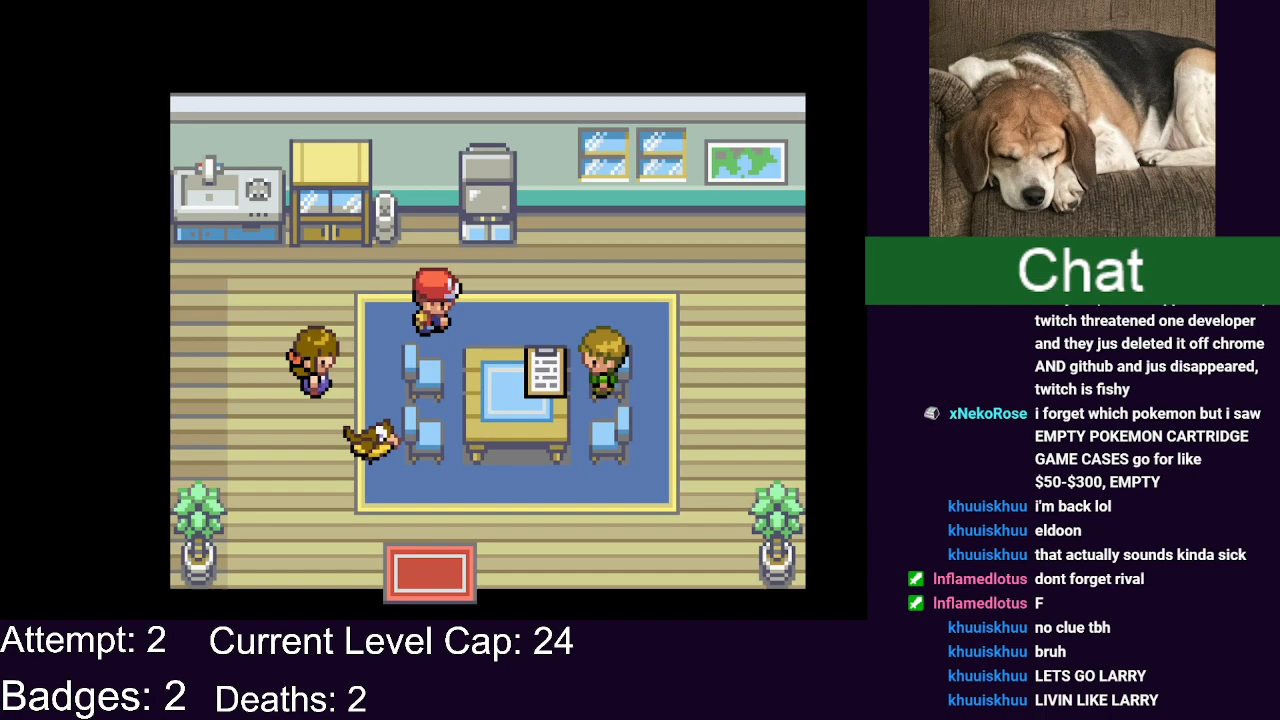 Chat
twitch threatened one developer
and they jus deleted it off chrome
AND github and jus disappeared,
twitch is fishy
xNekoRose i forget which pokemon but i saw
EMPTY POKEMON CARTRIDGE
GAME CASES go for like
$50-$300, EMPTY
khuuiskhuu i'm back lol
khuuiskhuu eldoon
khuuiskhuu that actually sounds kinda sick
Inflamedlotus dont forget rival
Inflamedlotus F
khuuiskhuu no clue tbh
khuuiskhuu bruh
khuuiskhuu LETS GO LARRY
khuuiskhuu LIVIN LIKE LARRY
Attempt: 2 Current Level Cap: 24
Badges: 2 Deaths: 2